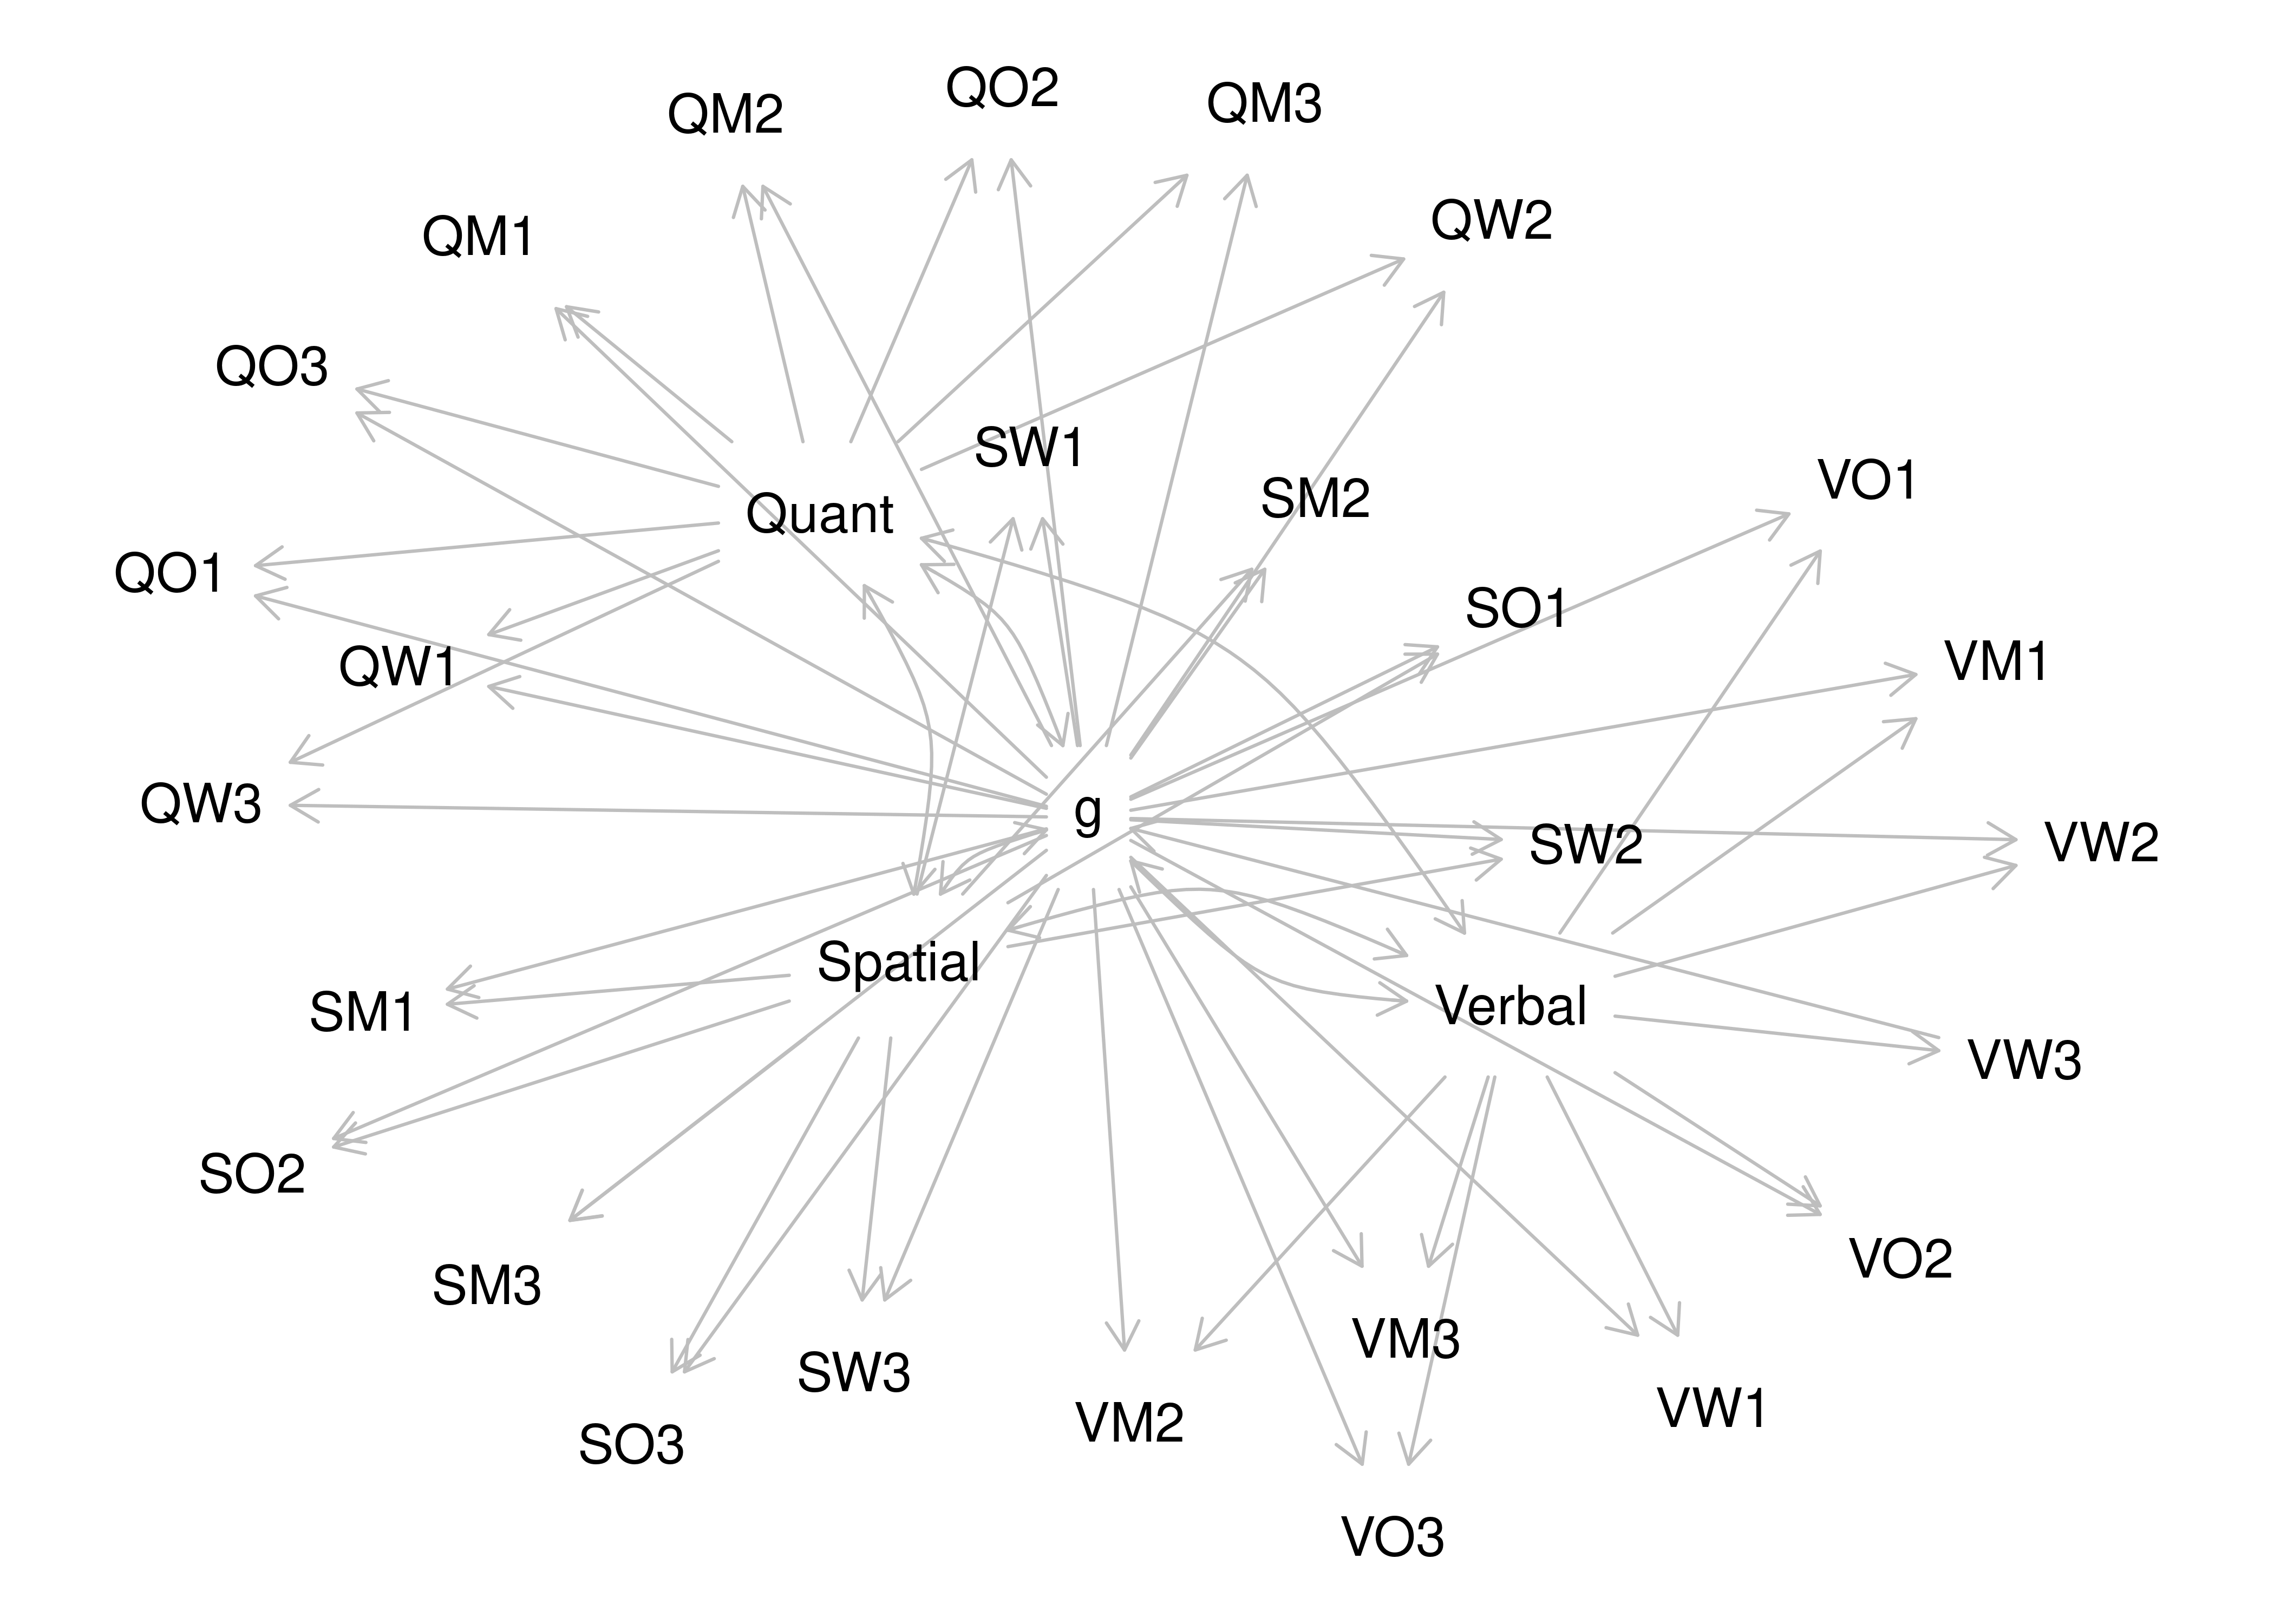 QO2
QM3
QM2
QW2
QM1
QO3
SW1
VO1
SM2
Quant
QO1
SO1
VM1
QW1
QW3
g
VW2
SW2
Spatial
Verbal
SM1
VW3
SO2
VO2
SM3
VM3
SW3
VW1
VM2
SO3
VO3